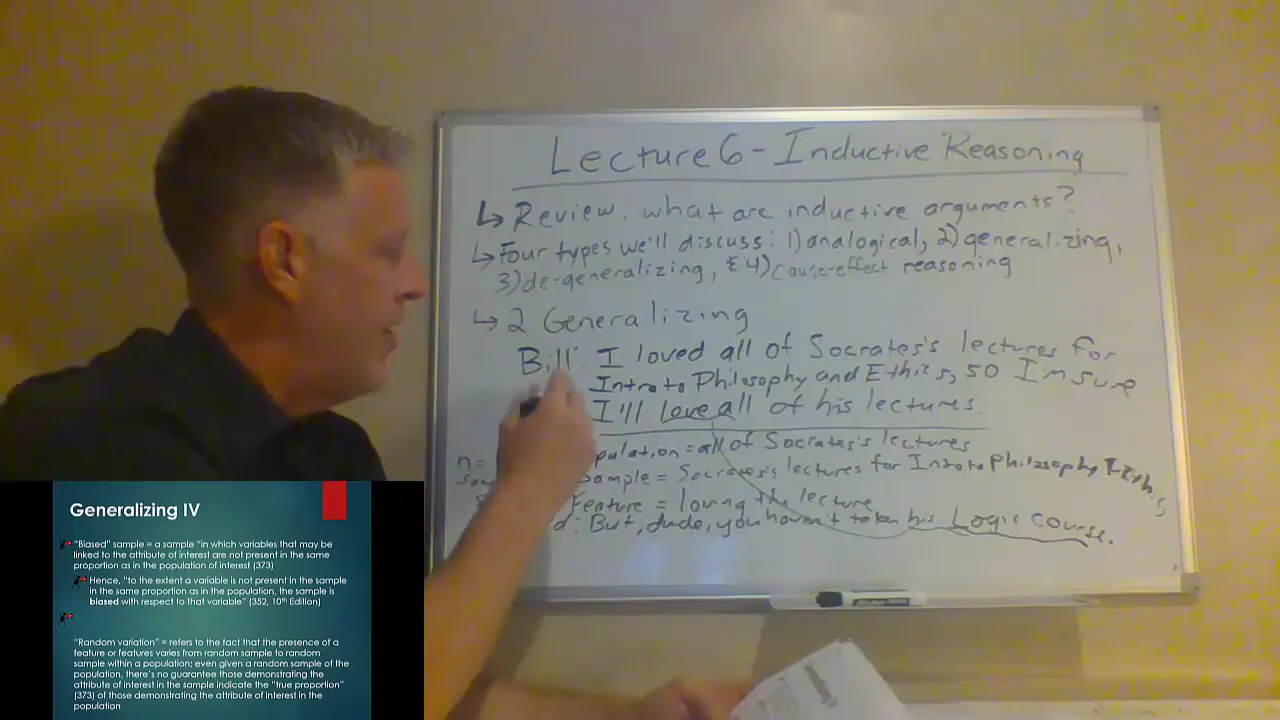 Lecture 6 - Inductive Reasoning
↳ Review: what are inductive arguments?
↳ Four types we'll discuss: 1) analogical, 2) generalizing,
3) de-generalizing, & 4) cause-effect reasoning
↳ 2 Generalizing
Bill: I loved all of Socrates's lectures for
Intro to Philosophy and Ethics, so I'm sure
I'll love all of his lectures.
n=
pulation = all of Socrates's lectures
Sample = Socrates's lectures for Intro to Philosophy, Ethics
Feature = loving the lecture
d: But, dude, you haven't taken his Logic course.
Generalizing IV
"Biased" sample = a sample "in which variables that may be
linked to the attribute of interest are not present in the same
proportion as in the population of interest (373)
Hence, "to the extent a variable is not present in the sample
in the same proportion as in the population, the sample is
biased with respect to that variable" (352, 10th Edition)
"Random variation" = refers to the fact that the presence of a
feature or features varies from random sample to random
sample within a population; even given a random sample of the
population, there's no guarantee those demonstrating the
attribute of interest in the sample indicate the "true proportion"
(373) of those demonstrating the attribute of interest in the
population